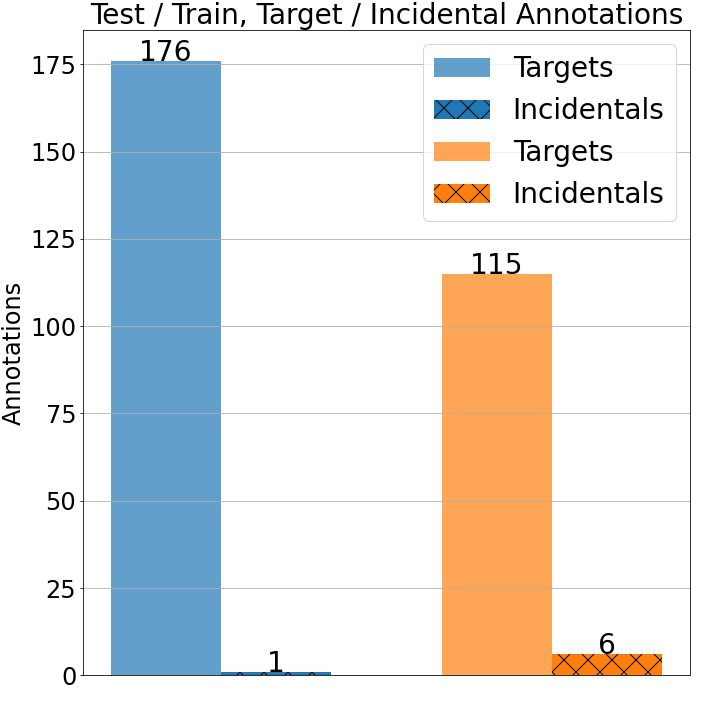 Test / Train, Target / Incidental Annotations
Annotations
175
150
125
100
75
50
25
0
176
1
115
6
Targets
Incidentals
Targets
Incidentals